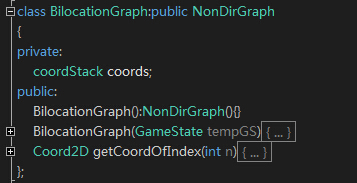 class BilocationGraph:public NonDirGraph
{
private:
coordStack coords;
public:
BilocationGraph():NonDirGraph(){}
BilocationGraph(GameState tempGS){ ... }
Coord2D getCoordOfIndex(int n){ ... }
};